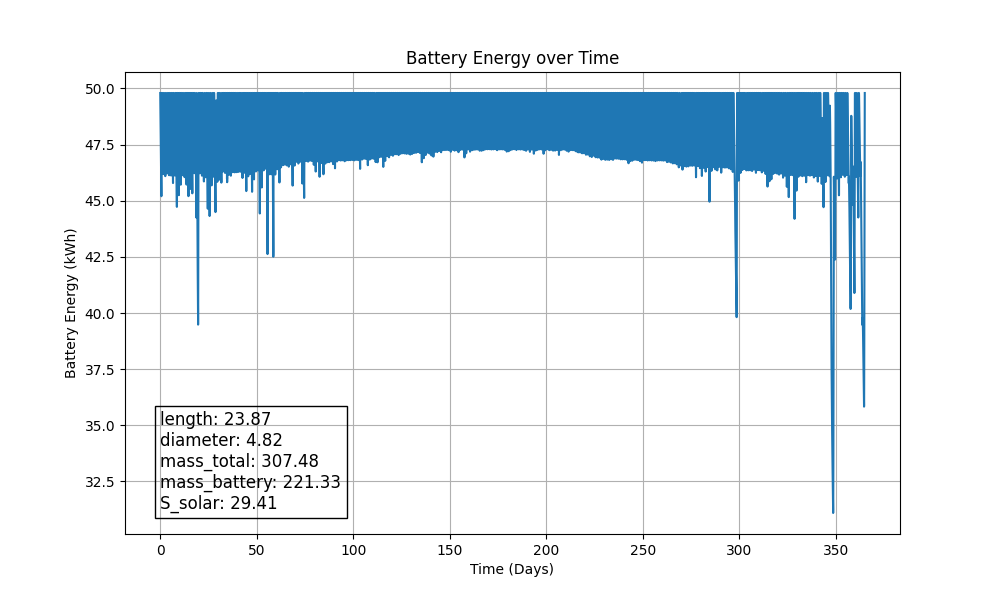 Battery Energy over Time
Battery Energy (kWh)
50.0
47.5
45.0
42.5
40.0
37.5
35.0
32.5
length: 23.87
diameter: 4.82
mass_total: 307.48
mass_battery: 221.33
S_solar: 29.41
0 50 100 150 200 250 300 350
Time (Days)